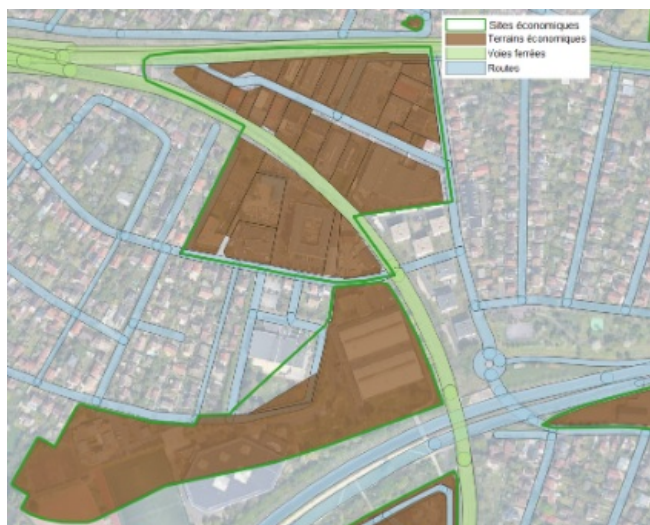 Sites économiques
Terrains économiques
Voies ferrées
Routes